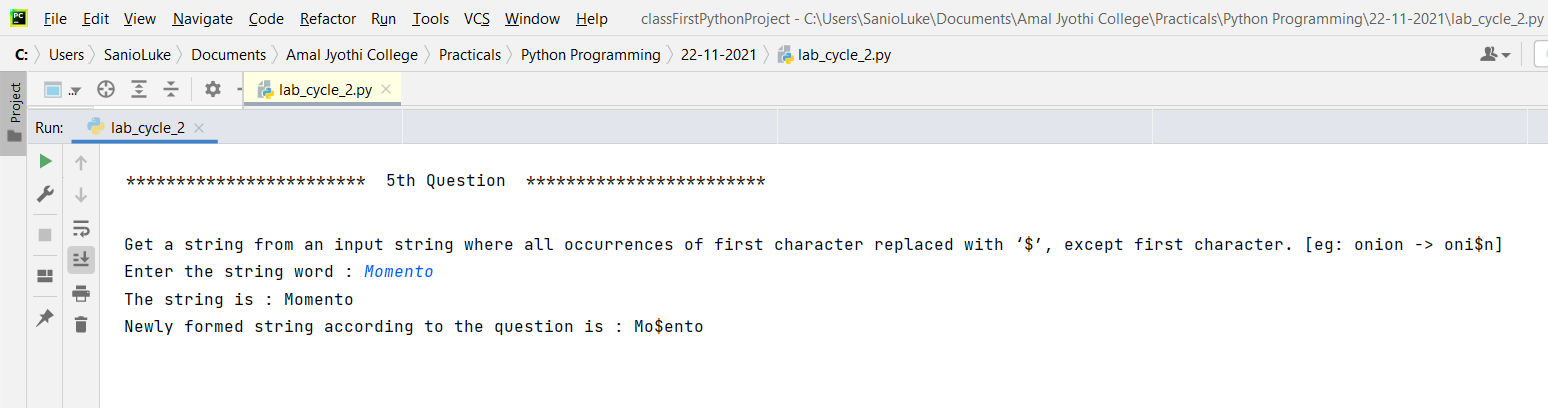 PC File Edit View Navigate Code Refactor Run Tools VCS Window Help classFirstPythonProject - C:\Users\SanioLuke\Documents\Amal Jyothi College\Practicals\Python Programming\22-11-2021\lab_cycle_2.py
C: Users SanioLuke Documents Amal Jyothi College Practicals Python Programming 22-11-2021 lab_cycle_2.py
Project
.. lab_cycle_2.py
Run: lab_cycle_2
************************ 5th Question ************************
Get a string from an input string where all occurrences of first character replaced with ‘$’, except first character. [eg: onion -> oni$n]
Enter the string word : Momento
The string is : Momento
Newly formed string according to the question is : Mo$ento